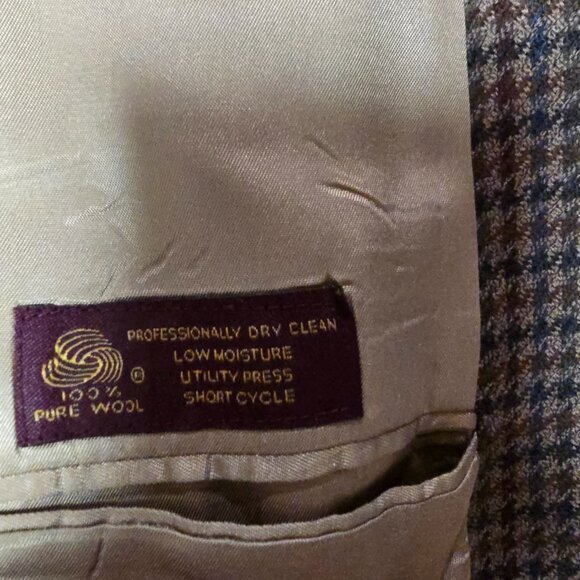 PROFESSIONALLY DRY CLEAN
LOW MOISTURE
UTILITY PRESS
SHORT CYCLE
®
100%
PURE WOOL